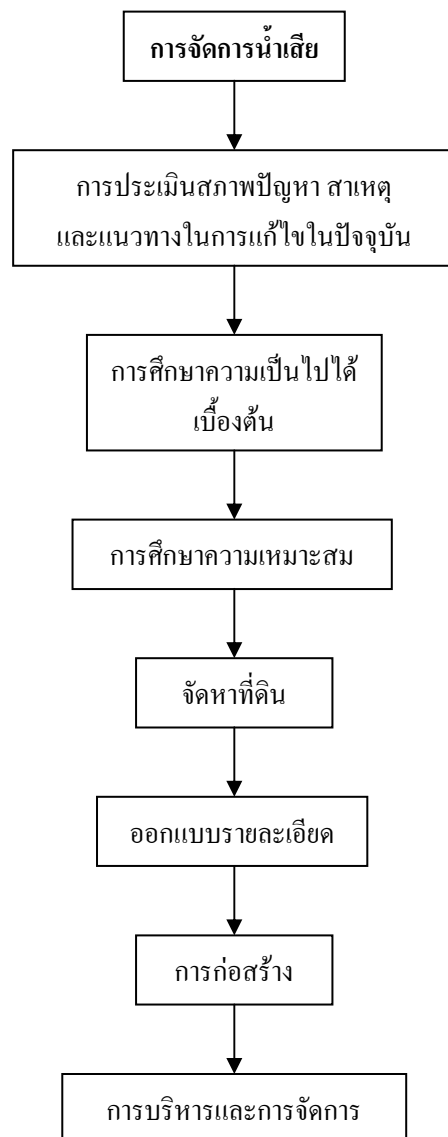 การจัดการน้ำเสีย
การประเมินสภาพปัญหา สาเหตุ
และแนวทางในการแก้ไขในปัจจุบัน
การศึกษาความเป็นไปได้
เบื้องต้น
การศึกษาความเหมาะสม
จัดหาที่ดิน
ออกแบบรายละเอียด
การก่อสร้าง
การบริหารและการจัดการ